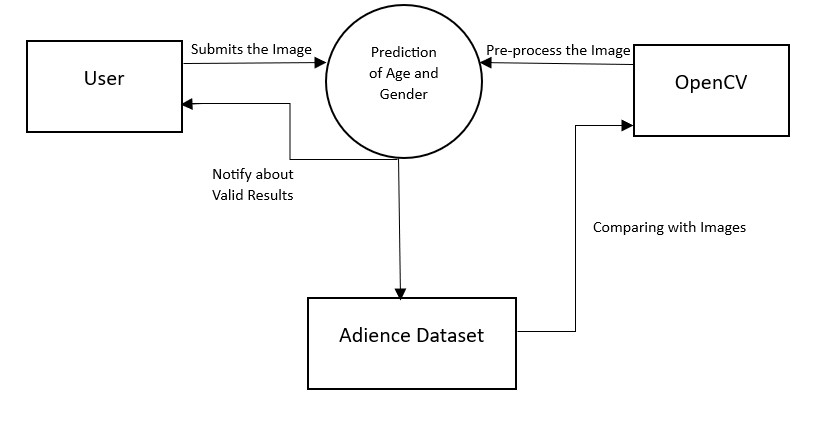 Submits the Image
User
Prediction
of Age and
Gender
Pre-process the Image
OpenCV
Notify about
Valid Results
Comparing with Images
Adience Dataset